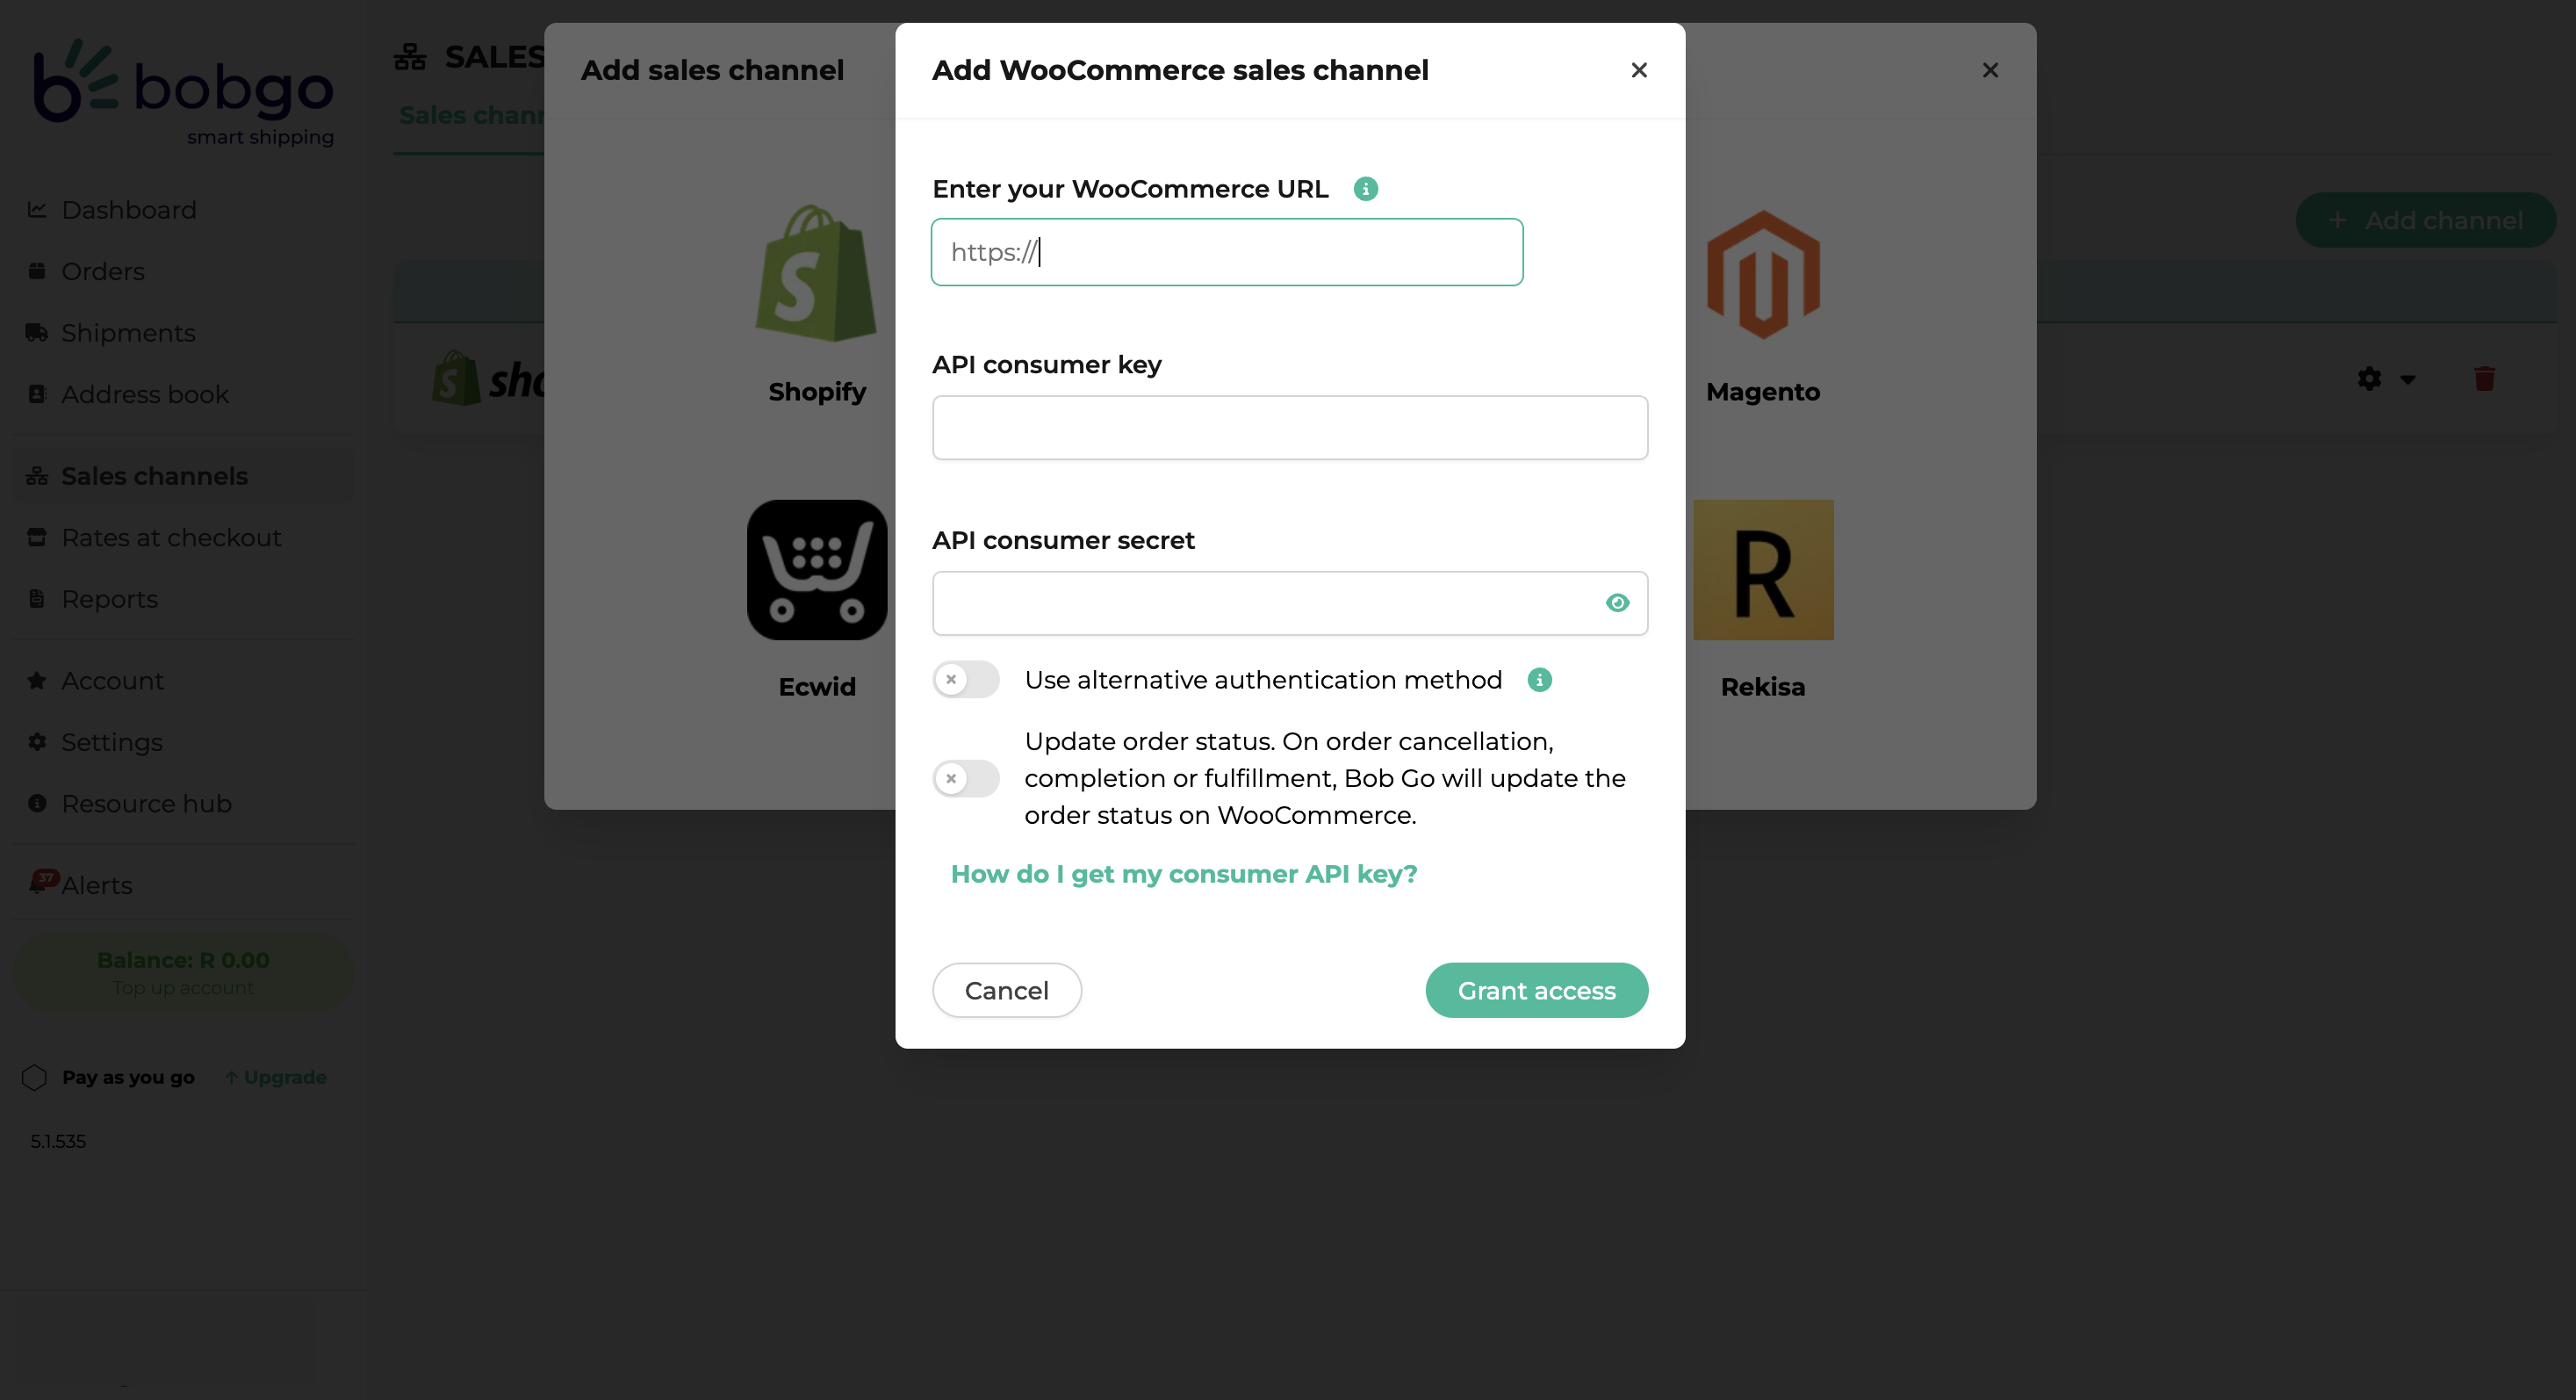 bobgo
smart shipping
Dashboard
Orders
Shipments
Address book
Sales channels
Rates at checkout
Reports
Account
Settings
Resource hub
37
Alerts
Balance: R 0.00
Top up account
Pay as you go
↑ Upgrade
5.1.535
SALES
Sales chann
+ Add channel
sho
Add sales channel
Shopify
Magento
Ecwid
R
Rekisa
Add WooCommerce sales channel
Enter your WooCommerce URL
https://
API consumer key
API consumer secret
Use alternative authentication method
Update order status. On order cancellation,
completion or fulfillment, Bob Go will update the
order status on WooCommerce.
How do I get my consumer API key?
Cancel
Grant access